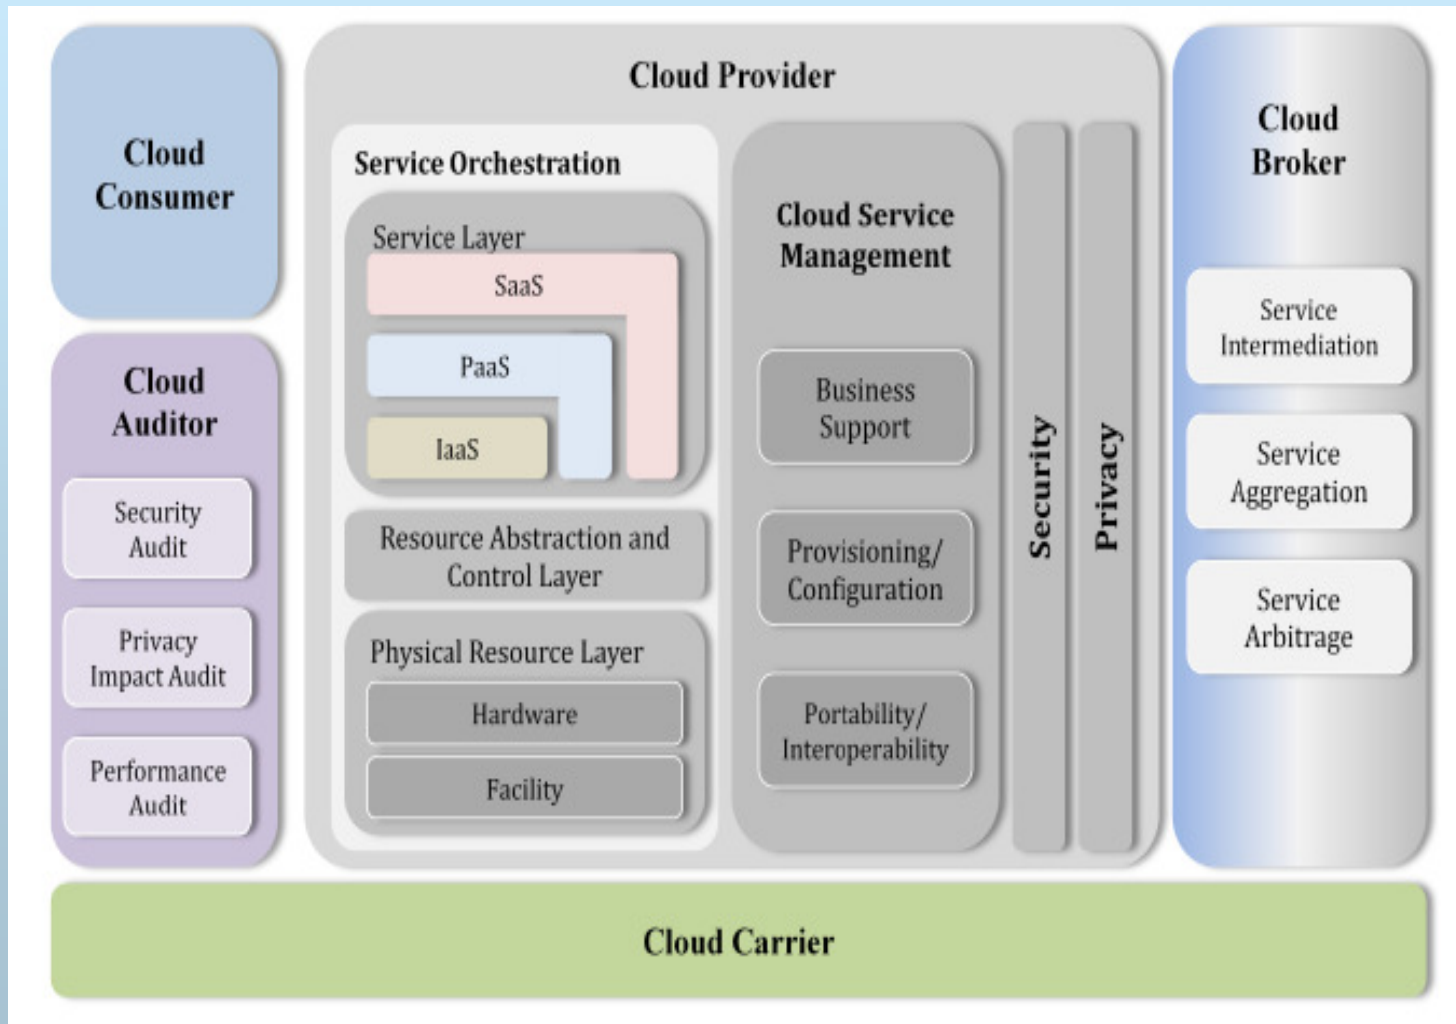 Cloud
Consumer
Cloud
Auditor
Security
Audit
Privacy
Impact Audit
Performance
Audit
Cloud Provider
Service Orchestration
Service Layer
SaaS
PaaS
IaaS
Resource Abstraction and
Control Layer
Physical Resource Layer
Hardware
Facility
Cloud Service
Management
Business
Support
Provisioning/
Configuration
Portability/
Interoperability
Security
Privacy
Cloud
Broker
Service
Intermediation
Service
Aggregation
Service
Arbitrage
Cloud Carrier